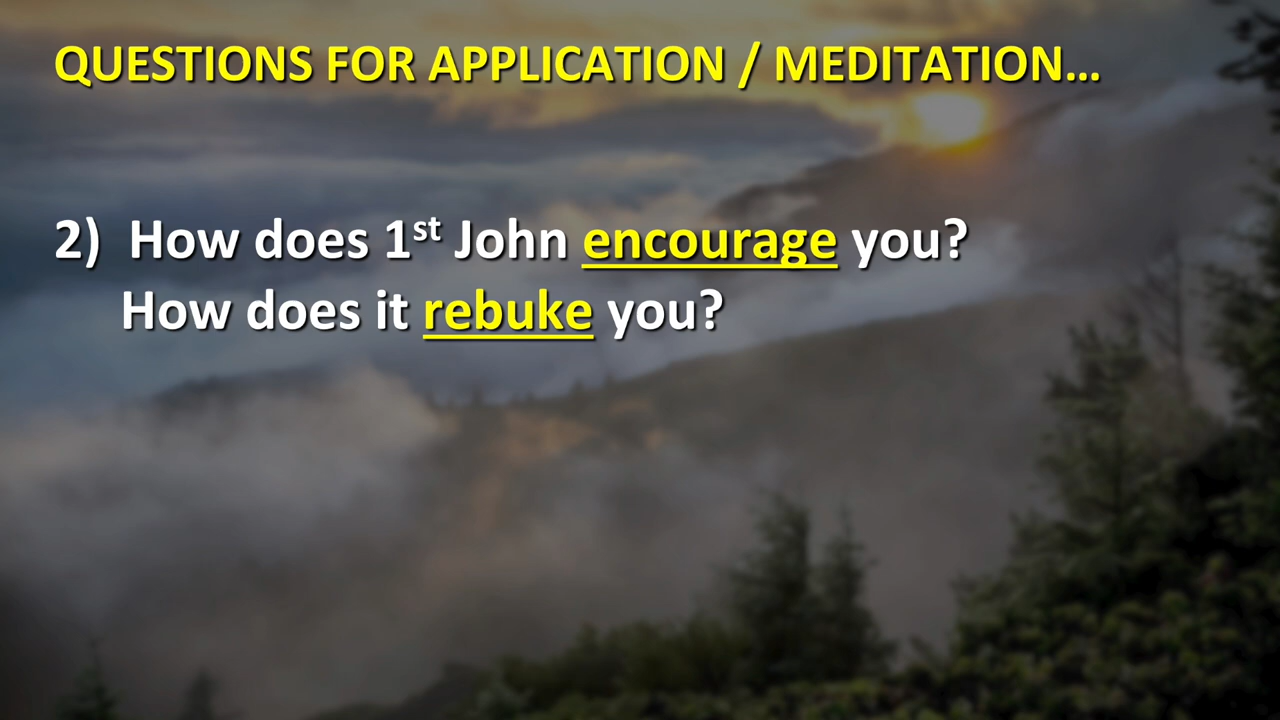 QUESTIONS FOR APPLICATION / MEDITATION...
2) How does 1st John encourage you?
How does it rebuke you?